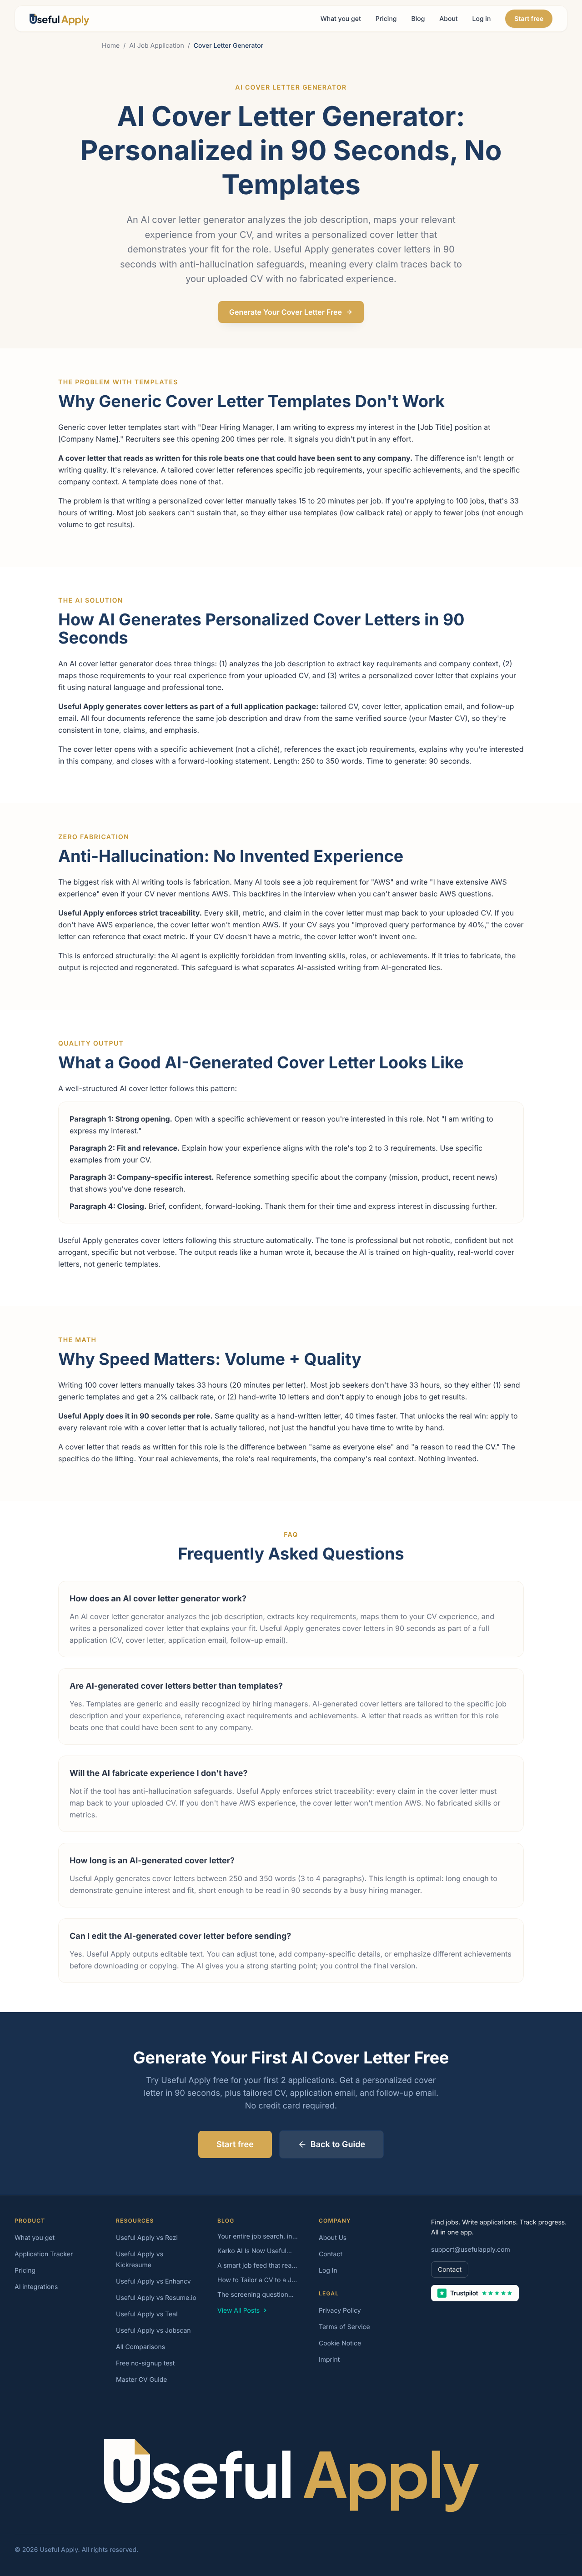 Useful Apply
What you get
Pricing
Blog
About
Log in
Start free
Home / AI Job Application / Cover Letter Generator
AI COVER LETTER GENERATOR
AI Cover Letter Generator:
Personalized in 90 Seconds, No
Templates
An AI cover letter generator analyzes the job description, maps your relevant
experience from your CV, and writes a personalized cover letter that
demonstrates your fit for the role. Useful Apply generates cover letters in 90
seconds with anti-hallucination safeguards, meaning every claim traces back to
your uploaded CV with no fabricated experience.
Generate Your Cover Letter Free →
THE PROBLEM WITH TEMPLATES
Why Generic Cover Letter Templates Don't Work
Generic cover letter templates start with "Dear Hiring Manager, I am writing to express my interest in the [Job Title] position at
[Company Name]." Recruiters see this opening 200 times per role. It signals you didn't put in any effort.
A cover letter that reads as written for this role beats one that could have been sent to any company. The difference isn't length or
writing quality. It's relevance. A tailored cover letter references specific job requirements, your specific achievements, and the specific
company context. A template does none of that.
The problem is that writing a personalized cover letter manually takes 15 to 20 minutes per job. If you're applying to 100 jobs, that's 33
hours of writing. Most job seekers can't sustain that, so they either use templates (low callback rate) or apply to fewer jobs (not enough
volume to get results).
THE AI SOLUTION
How AI Generates Personalized Cover Letters in 90
Seconds
An AI cover letter generator does three things: (1) analyzes the job description to extract key requirements and company context, (2)
maps those requirements to your real experience from your uploaded CV, and (3) writes a personalized cover letter that explains your
fit using natural language and professional tone.
Useful Apply generates cover letters as part of a full application package: tailored CV, cover letter, application email, and follow-up
email. All four documents reference the same job description and draw from the same verified source (your Master CV), so they're
consistent in tone, claims, and emphasis.
The cover letter opens with a specific achievement (not a cliché), references the exact job requirements, explains why you're interested
in this company, and closes with a forward-looking statement. Length: 250 to 350 words. Time to generate: 90 seconds.
ZERO FABRICATION
Anti-Hallucination: No Invented Experience
The biggest risk with AI writing tools is fabrication. Many AI tools see a job requirement for "AWS" and write "I have extensive AWS
experience" even if your CV never mentions AWS. This backfires in the interview when you can't answer basic AWS questions.
Useful Apply enforces strict traceability. Every skill, metric, and claim in the cover letter must map back to your uploaded CV. If you
don't have AWS experience, the cover letter won't mention AWS. If your CV says you "improved query performance by 40%," the cover
letter can reference that exact metric. If your CV doesn't have a metric, the cover letter won't invent one.
This is enforced structurally: the AI agent is explicitly forbidden from inventing skills, roles, or achievements. If it tries to fabricate, the
output is rejected and regenerated. This safeguard is what separates AI-assisted writing from AI-generated lies.
QUALITY OUTPUT
What a Good AI-Generated Cover Letter Looks Like
A well-structured AI cover letter follows this pattern:
Paragraph 1: Strong opening. Open with a specific achievement or reason you're interested in this role. Not "I am writing to
express my interest."
Paragraph 2: Fit and relevance. Explain how your experience aligns with the role's top 2 to 3 requirements. Use specific
examples from your CV.
Paragraph 3: Company-specific interest. Reference something specific about the company (mission, product, recent news)
that shows you've done research.
Paragraph 4: Closing. Brief, confident, forward-looking. Thank them for their time and express interest in discussing further.
Useful Apply generates cover letters following this structure automatically. The tone is professional but not robotic, confident but not
arrogant, specific but not verbose. The output reads like a human wrote it, because the AI is trained on high-quality, real-world cover
letters, not generic templates.
THE MATH
Why Speed Matters: Volume + Quality
Writing 100 cover letters manually takes 33 hours (20 minutes per letter). Most job seekers don't have 33 hours, so they either (1) send
generic templates and get a 2% callback rate, or (2) hand-write 10 letters and don't apply to enough jobs to get results.
Useful Apply does it in 90 seconds per role. Same quality as a hand-written letter, 40 times faster. That unlocks the real win: apply to
every relevant role with a cover letter that is actually tailored, not just the handful you have time to write by hand.
A cover letter that reads as written for this role is the difference between "same as everyone else" and "a reason to read the CV." The
specifics do the lifting. Your real achievements, the role's real requirements, the company's real context. Nothing invented.
FAQ
Frequently Asked Questions
How does an AI cover letter generator work?
An AI cover letter generator analyzes the job description, extracts key requirements, maps them to your CV experience, and
writes a personalized cover letter that explains your fit. Useful Apply generates cover letters in 90 seconds as part of a full
application (CV, cover letter, application email, follow-up email).
Are AI-generated cover letters better than templates?
Yes. Templates are generic and easily recognized by hiring managers. AI-generated cover letters are tailored to the specific job
description and your experience, referencing exact requirements and achievements. A letter that reads as written for this role
beats one that could have been sent to any company.
Will the AI fabricate experience I don't have?
Not if the tool has anti-hallucination safeguards. Useful Apply enforces strict traceability: every claim in the cover letter must
map back to your uploaded CV. If you don't have AWS experience, the cover letter won't mention AWS. No fabricated skills or
metrics.
How long is an AI-generated cover letter?
Useful Apply generates cover letters between 250 and 350 words (3 to 4 paragraphs). This length is optimal: long enough to
demonstrate genuine interest and fit, short enough to be read in 90 seconds by a busy hiring manager.
Can I edit the AI-generated cover letter before sending?
Yes. Useful Apply outputs editable text. You can adjust tone, add company-specific details, or emphasize different achievements
before downloading or copying. The AI gives you a strong starting point; you control the final version.
Generate Your First AI Cover Letter Free
Try Useful Apply free for your first 2 applications. Get a personalized cover
letter in 90 seconds, plus tailored CV, application email, and follow-up email.
No credit card required.
Start free
← Back to Guide
PRODUCT
What you get
Application Tracker
Pricing
AI integrations
RESOURCES
Useful Apply vs Rezi
Useful Apply vs
Kickresume
Useful Apply vs Enhancv
Useful Apply vs Resume.io
Useful Apply vs Teal
Useful Apply vs Jobscan
All Comparisons
Free no-signup test
Master CV Guide
BLOG
Your entire job search, in...
Karko AI Is Now Useful...
A smart job feed that rea...
How to Tailor a CV to a J...
The screening question...
View All Posts ›
COMPANY
About Us
Contact
Log In
LEGAL
Privacy Policy
Terms of Service
Cookie Notice
Imprint
Find jobs. Write applications. Track progress.
All in one app.
support@usefulapply.com
Contact
Trustpilot ★★★★★
Useful Apply
© 2026 Useful Apply. All rights reserved.